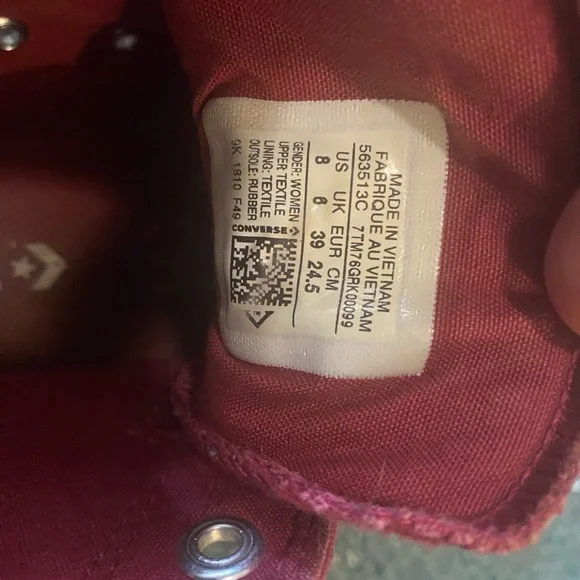 MADE IN VIETNAM
FABRIQUE AU VIETNAM
563513C 7TM76GRK00099
US UK EUR CM
8 6 39 24.5
CONVERSE
GENDER: WOMEN
UPPER TEXTILE
LINING: TEXTILE
OUTSOLE: RUBBER
9K 1810 F49